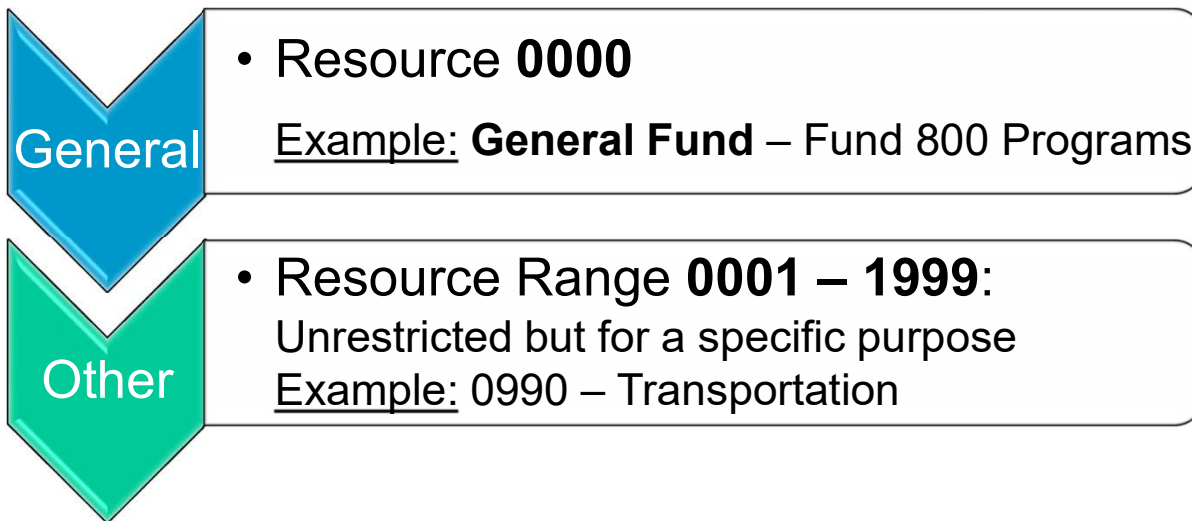 General
• Resource 0000
Example: General Fund – Fund 800 Programs
Other
• Resource Range 0001 – 1999:
Unrestricted but for a specific purpose
Example: 0990 – Transportation